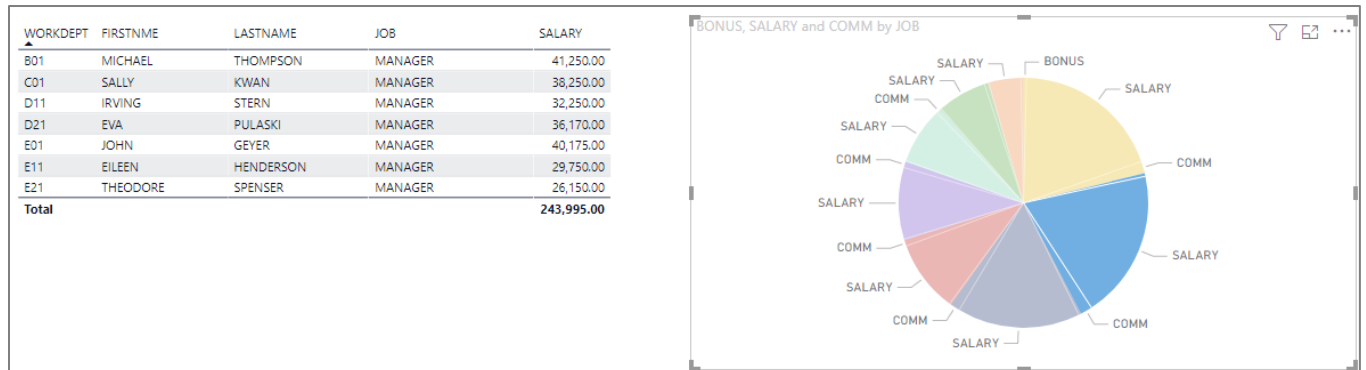 WORKDEPT FIRSTNME LASTNAME JOB SALARY
B01 MICHAEL THOMPSON MANAGER 41,250.00
C01 SALLY KWAN MANAGER 38,250.00
D11 IRVING STERN MANAGER 32,250.00
D21 EVA PULASKI MANAGER 36,170.00
E01 JOHN GEYER MANAGER 40,175.00
E11 EILEEN HENDERSON MANAGER 29,750.00
E21 THEODORE SPENSER MANAGER 26,150.00
Total 243,995.00
BONUS, SALARY and COMM by JOB
BONUS
SALARY
COMM
SALARY
COMM
SALARY
COMM
SALARY
COMM
SALARY
COMM
SALARY
COMM
SALARY
SALARY